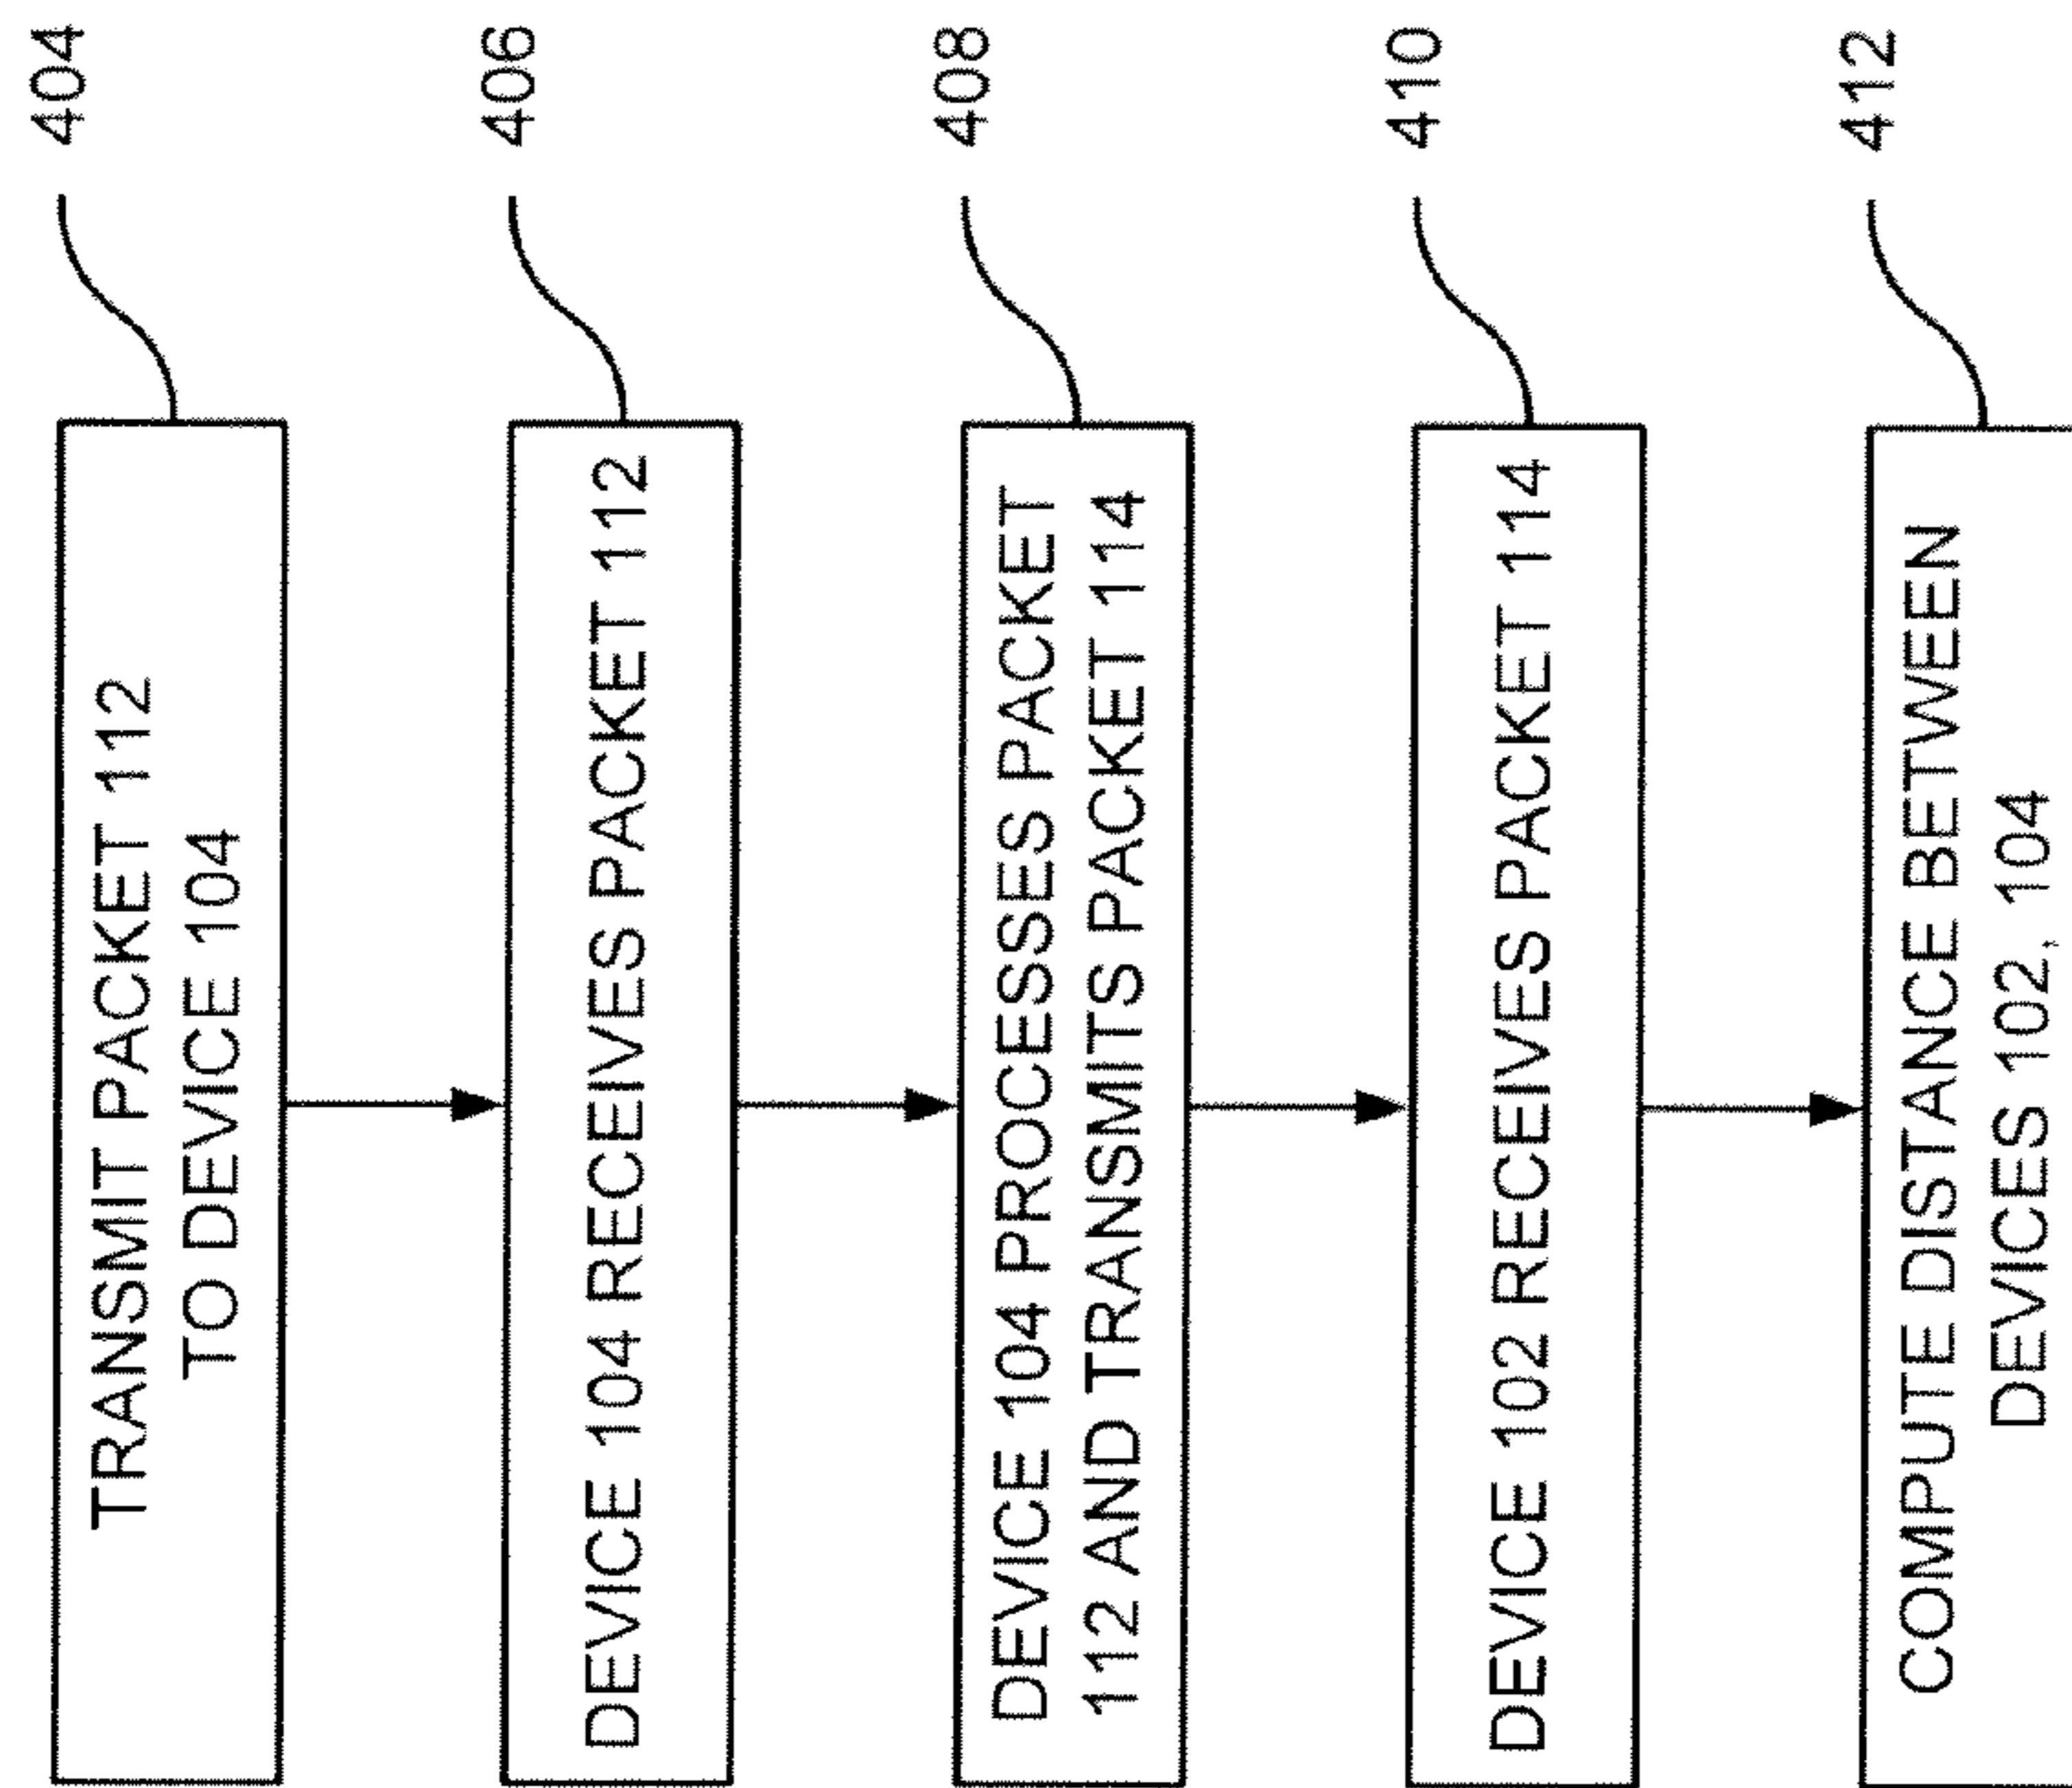 TRANSMIT PACKET 112
TO DEVICE 104
404
DEVICE 104 RECEIVES PACKET 112
406
DEVICE 104 PROCESSES PACKET
112 AND TRANSMITS PACKET 114
408
DEVICE 102 RECEIVES PACKET 114
410
COMPUTE DISTANCE BETWEEN
DEVICES 102, 104
412